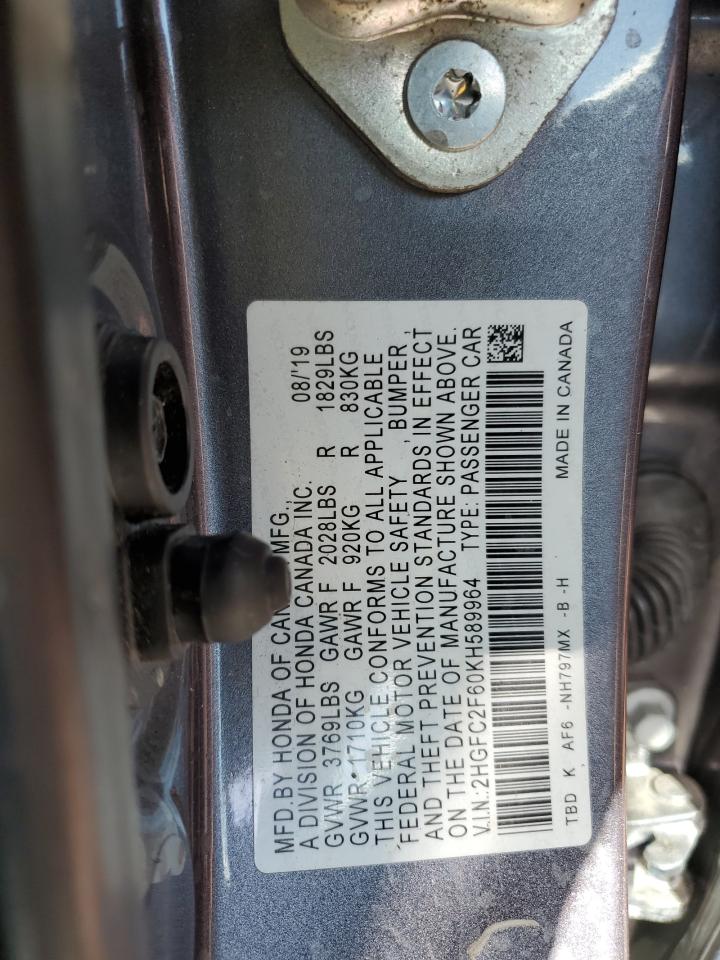 MFD.BY HONDA OF MFG., 08/'19
A DIVISION OF HONDA CANADA INC.
GVWR 3769LBS GAWR F 2028LBS R 1829LBS
GVWR 1710KG GAWR F 920KG R 830KG
THIS VEHICLE CONFORMS TO ALL APPLICABLE
FEDERAL MOTOR VEHICLE SAFETY , BUMPER ,
AND THEFT PREVENTION STANDARDS, IN EFFECT
ON THE DATE OF MANUFACTURE SHOWN ABOVE.
V.I.N.:2HGFC2F60KH589964 TYPE: PASSENGER CAR
TBD K AF6 -NH797MX -B -H MADE IN CANADA